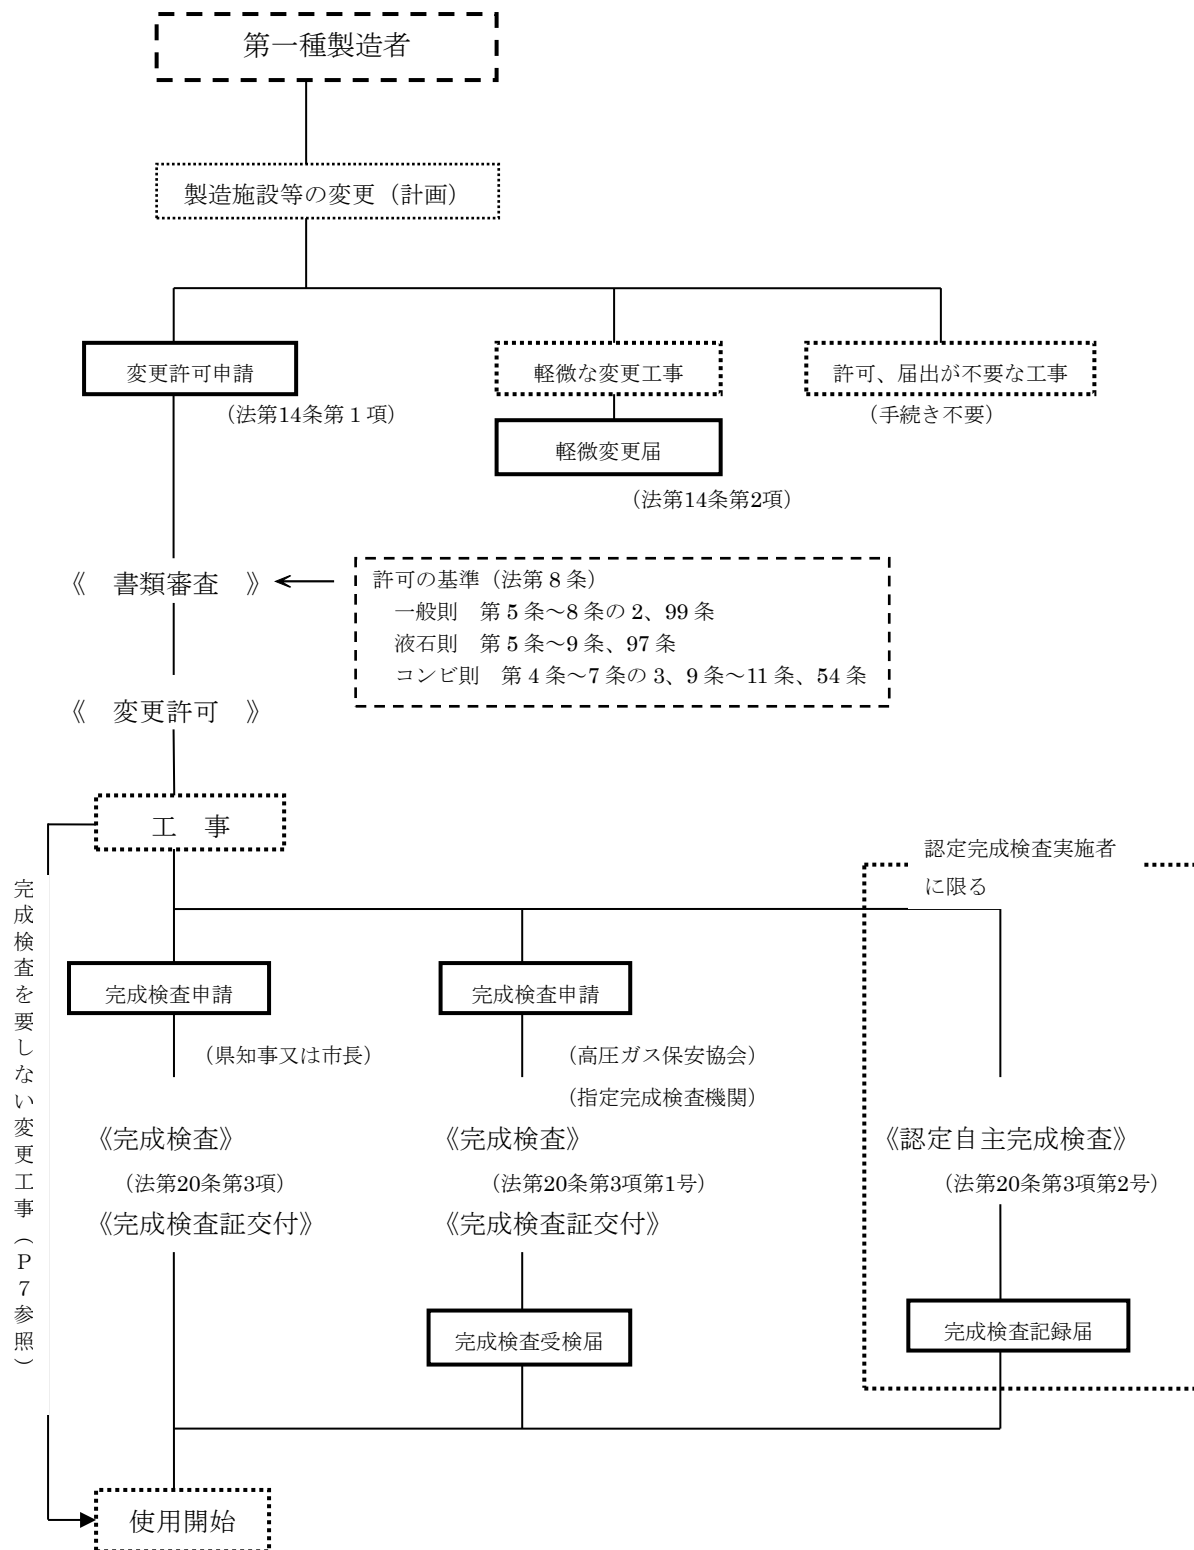 第一種製造者
製造施設等の変更（計画）
変更許可申請
軽微な変更工事
許可、届出が不要な工事
（法第14条第１項）
（手続き不要）
軽微変更届
（法第14条第2項）
《　書類審査　》
許可の基準（法第８条）
一般則　第５条～８条の２、99 条
液石則　第５条～９条、97 条
コンビ則　第４条～７条の３、９条～11 条、54 条
《　変更許可　》
工　事
認定完成検査実施者
に限る
完成検査を要しない変更工事（Ｐ７参照）
完成検査申請
完成検査申請
（県知事又は市長）
（高圧ガス保安協会）
（指定完成検査機関）
《完成検査》
《完成検査》
《認定自主完成検査》
（法第20条第3項）
（法第20条第3項第1号）
（法第20条第3項第2号）
《完成検査証交付》
《完成検査証交付》
完成検査受検届
完成検査記録届
使用開始